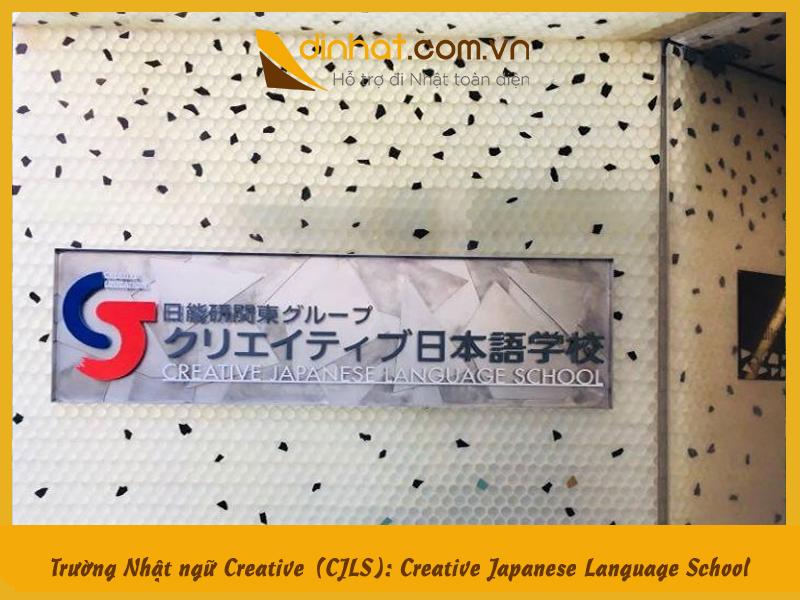 dinhat.com.vn
Hỗ trợ đi Nhật toàn diện
CREATIVE
EDUCATION
日能研関東グループ
クリエイティブ日本語学校
CREATIVE JAPANESE LANGUAGE SCHOOL
Trường Nhật ngữ Creative (CJLS): Creative Japanese Language School